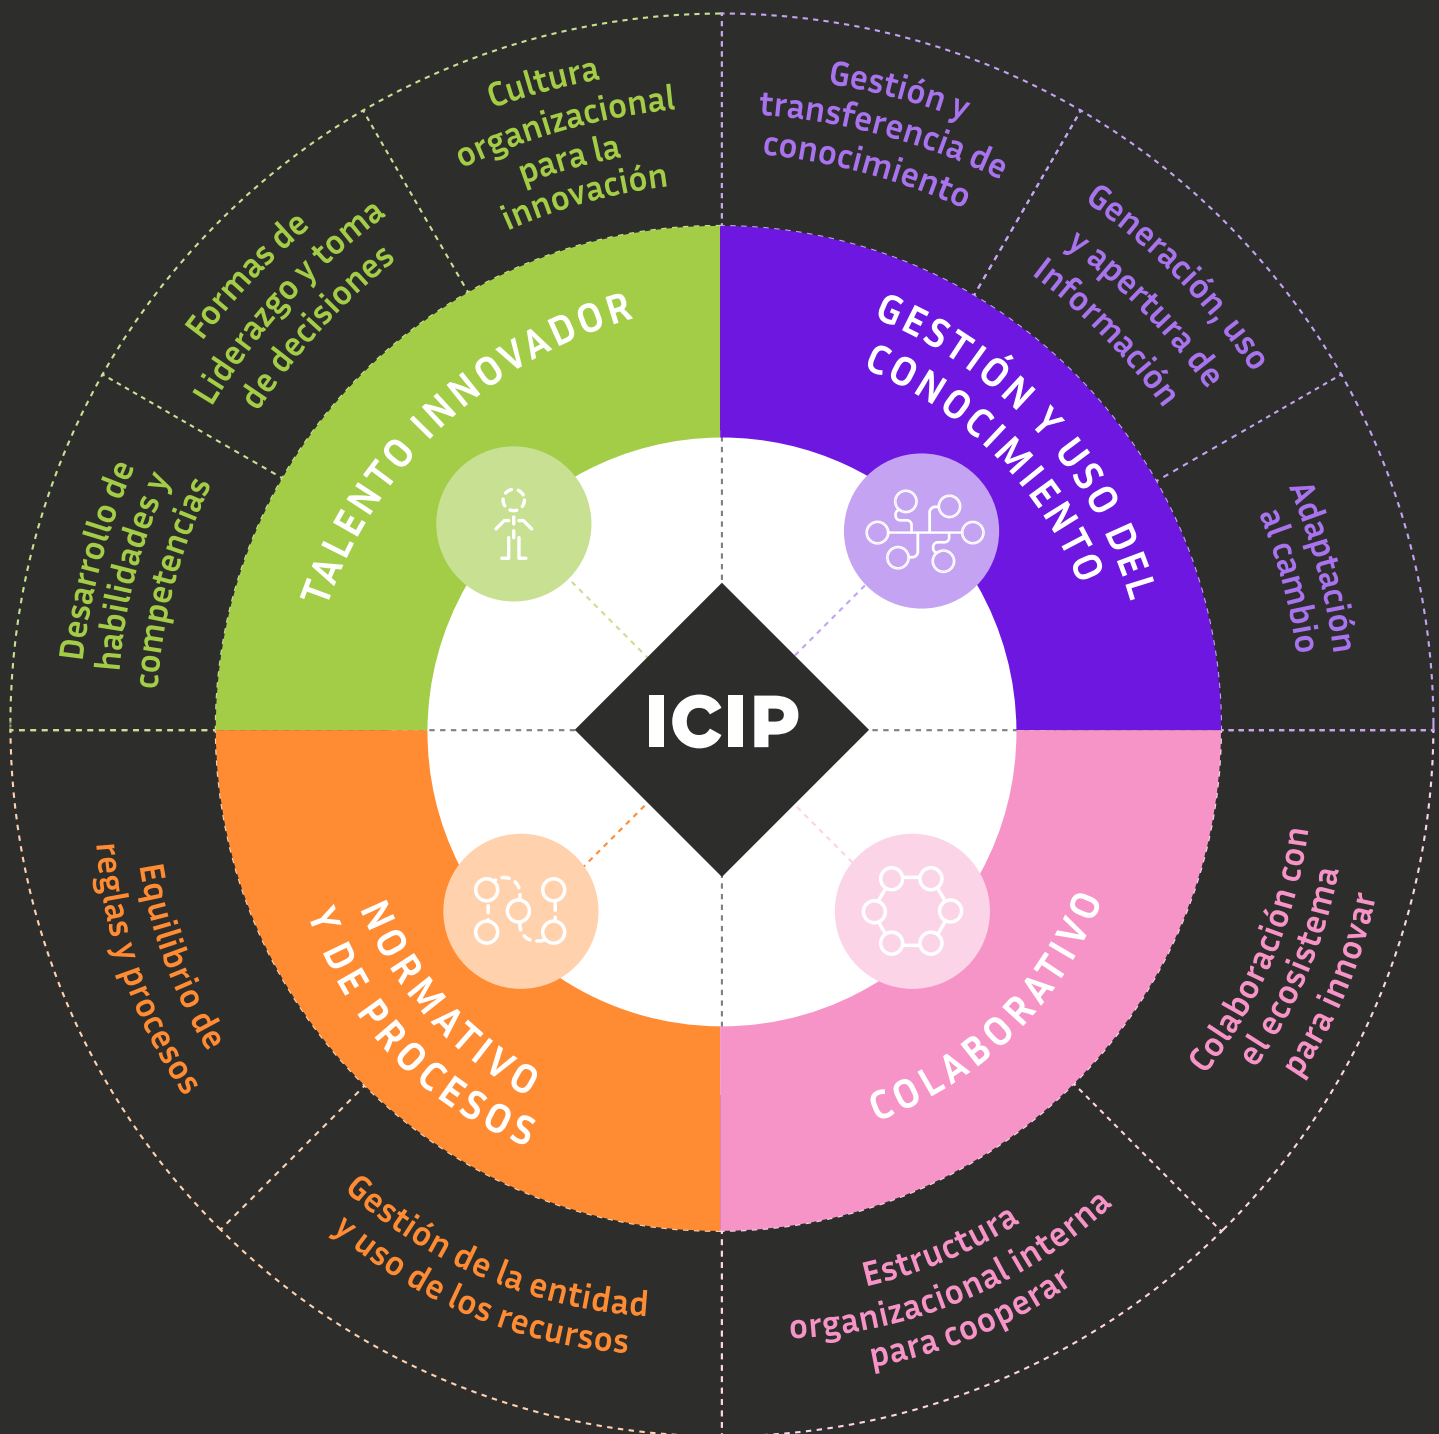 Cultura
organizacional
para la
innovación
Gestión y
transferencia de
conocimiento
Generación, uso
y apertura de
Información
Adaptación
al cambio
Formas de
Liderazgo y toma
de decisiones
Desarrollo de
habilidades y
competencias
TALENTO INNOVADOR
GESTIÓN Y USO DEL
CONOCIMIENTO
ICIP
NORMATIVO
Y DE PROCESOS
COLABORATIVO
Equilibrio de
reglas y procesos
Gestión de la entidad
y uso de los recursos
Colaboración con
el ecosistema
para innovar
Estructura
organizacional interna
para cooperar